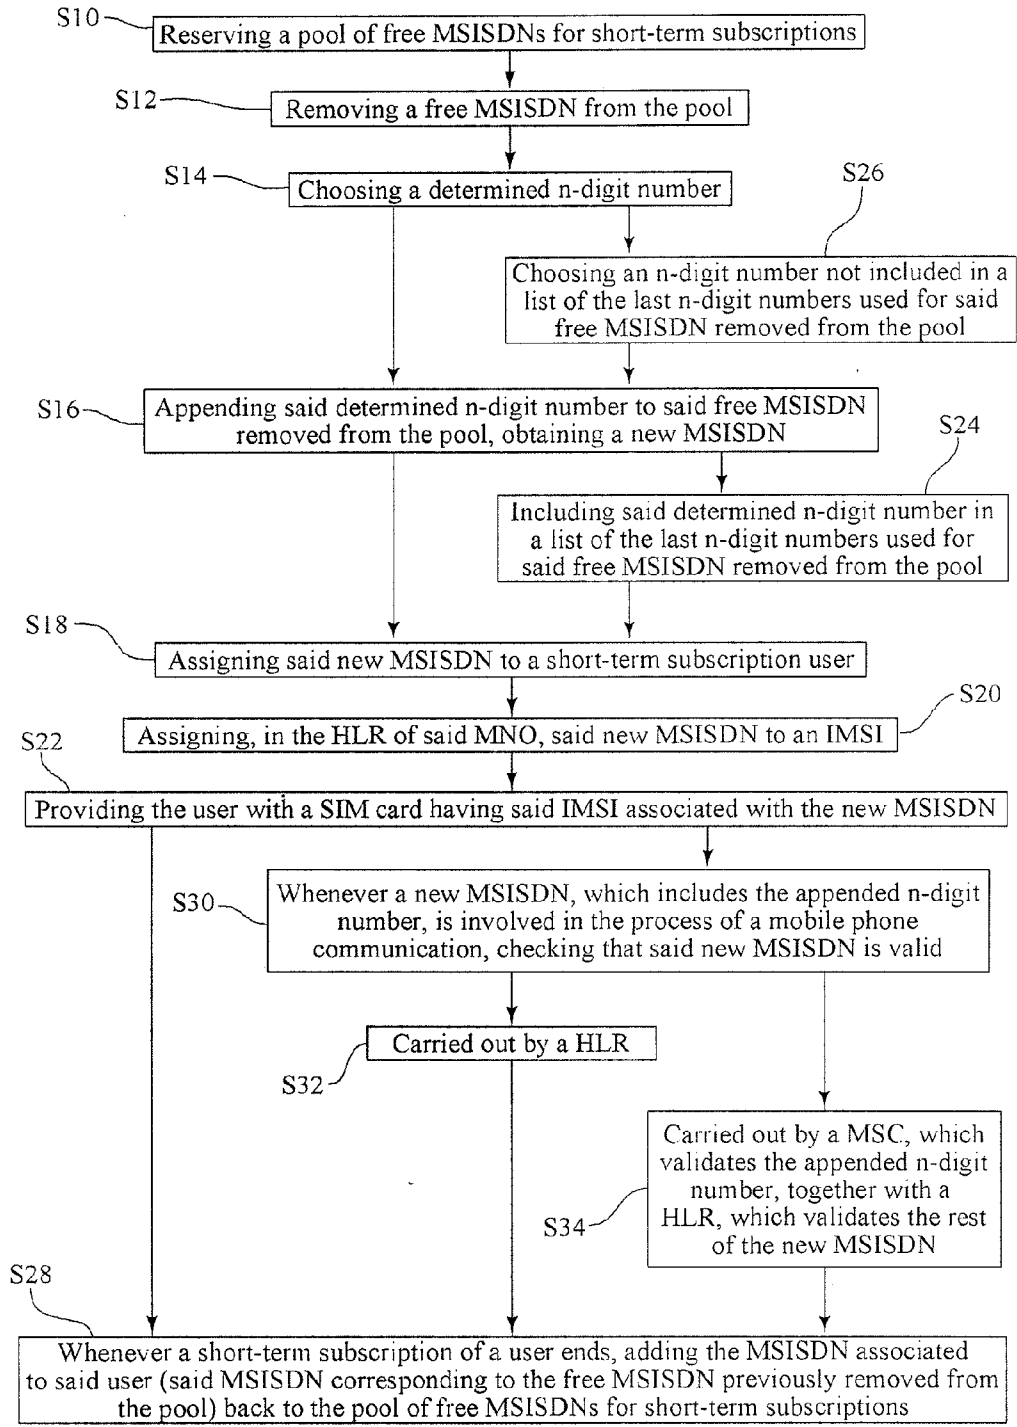 S10
Reserving a pool of free MSISDNs for short-term subscriptions
S12
Removing a free MSISDN from the pool
S14
Choosing a determined n-digit number
S26
Choosing an n-digit number not included in a
list of the last n-digit numbers used for said
free MSISDN removed from the pool
S16
Appending said determined n-digit number to said free MSISDN
removed from the pool, obtaining a new MSISDN
S24
Including said determined n-digit number in
a list of the last n-digit numbers used for
said free MSISDN removed from the pool
S18
Assigning said new MSISDN to a short-term subscription user
S20
Assigning, in the HLR of said MNO, said new MSISDN to an IMSI
S22
Providing the user with a SIM card having said IMSI associated with the new MSISDN
S30
Whenever a new MSISDN, which includes the appended n-digit
number, is involved in the process of a mobile phone
communication, checking that said new MSISDN is valid
Carried out by a HLR
S32
Carried out by a MSC, which
validates the appended n-digit
number, together with a
HLR, which validates the rest
of the new MSISDN
S34
S28
Whenever a short-term subscription of a user ends, adding the MSISDN associated
to said user (said MSISDN corresponding to the free MSISDN previously removed from
the pool) back to the pool of free MSISDNs for short-term subscriptions